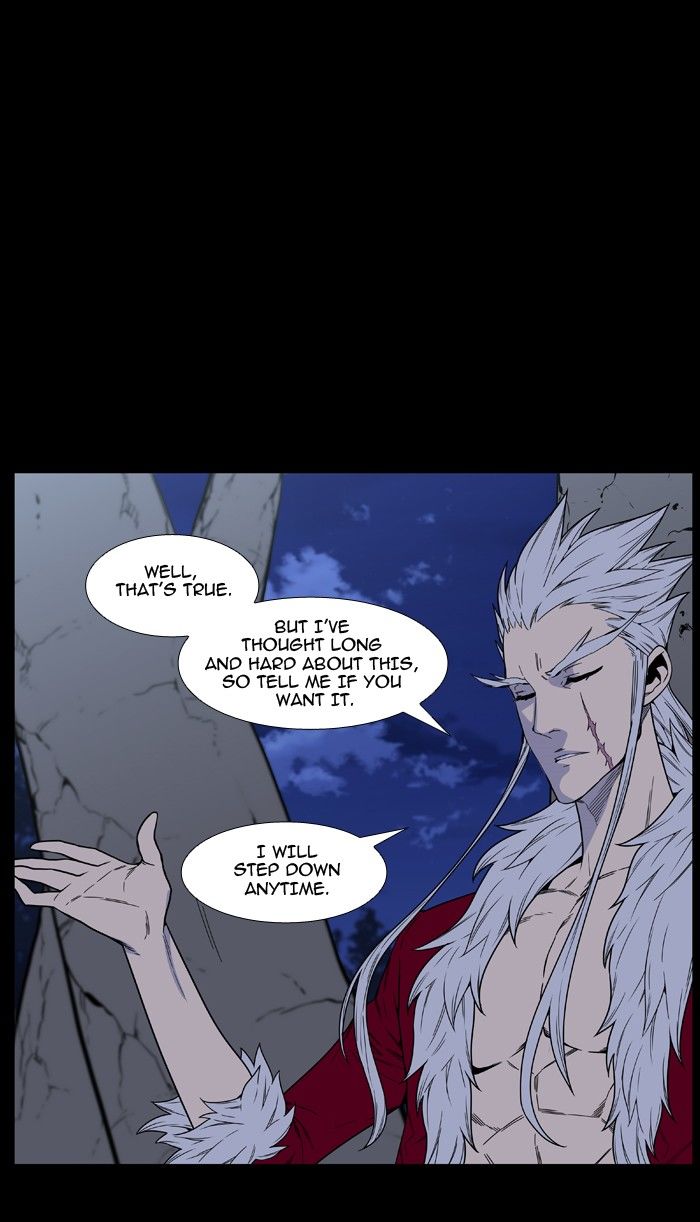 WELL,
THAT'S TRUE.
BUT I'VE
THOUGHT LONG
AND HARD ABOUT THIS,
SO TELL ME IF YOU
WANT IT.
I WILL
STEP DOWN
ANYTIME.